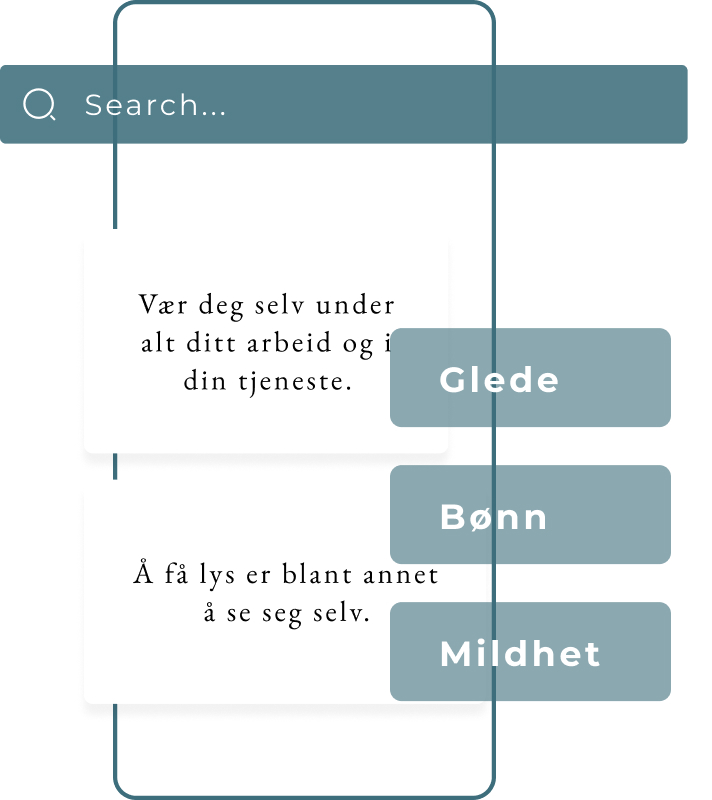 Search...
Vær deg selv under
alt ditt arbeid og i
din tjeneste.
Glede
Bønn
Å få lys er blant annet
å se seg selv.
Mildhet